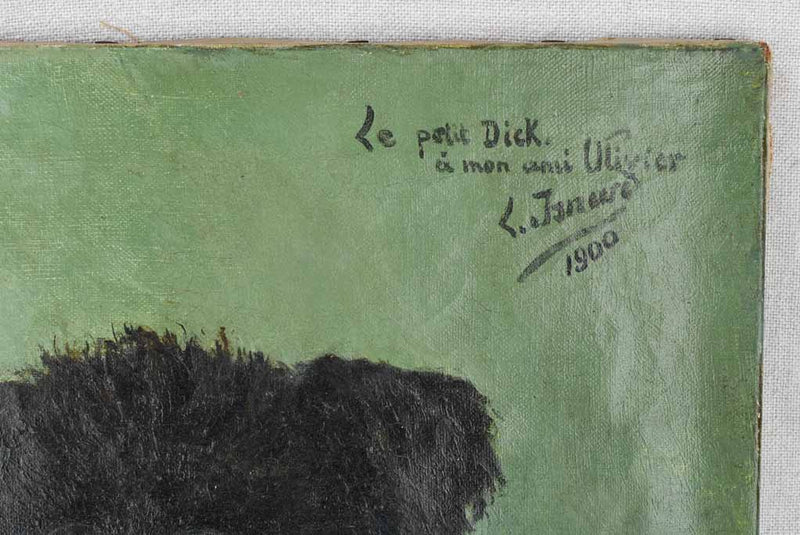 Le petit Dick.
à mon ami Olivier
1900